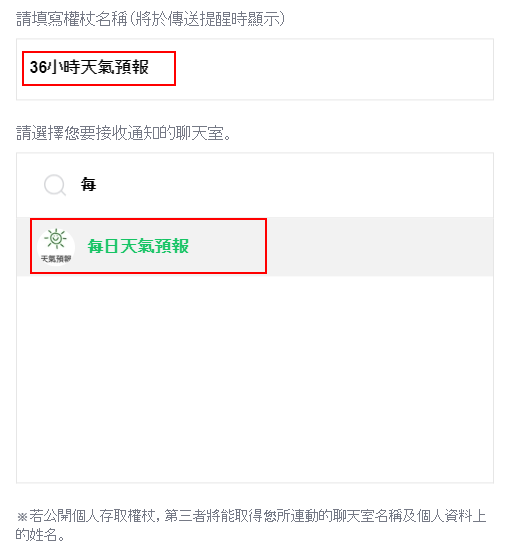 請填寫權杖名稱(將於傳送提醒時顯示)
36小時天氣預報
請選擇您要接收通知的聊天室。
每
每日天氣預報
天氣預報
※若公開個人存取權杖, 第三者將能取得您所連動的聊天室名稱及個人資料上
的姓名。